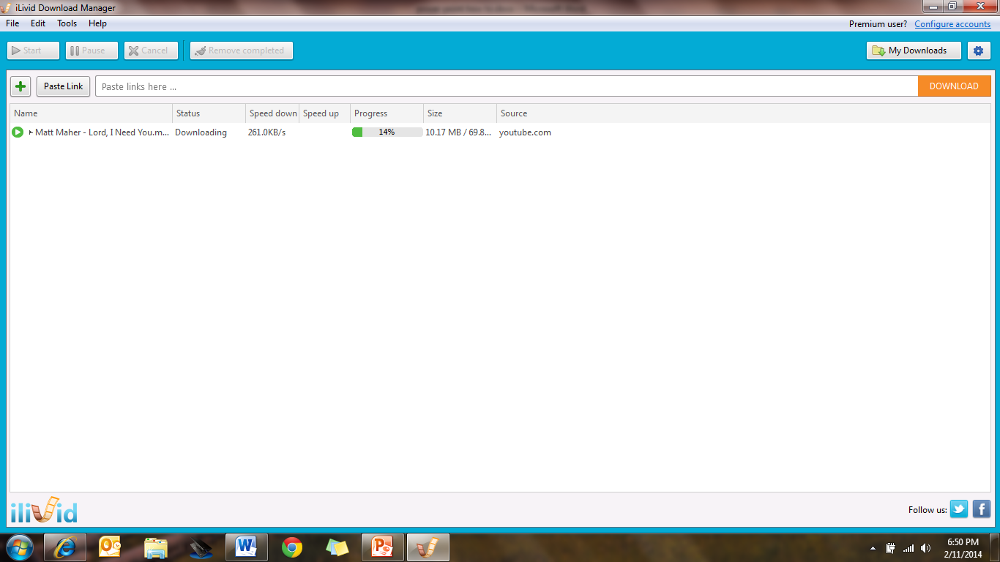 iLivid Download Manager
File Edit Tools Help Premium user? Configure accounts
Start Pause Cancel Remove completed My Downloads
Paste Link Paste links here ... DOWNLOAD
Name Status Speed down Speed up Progress Size Source
Matt Maher - Lord, I Need You.m... Downloading 261.0KB/s 14% 10.17 MB / 69.8... youtube.com
ilivid Follow us:
6:50 PM
2/11/2014